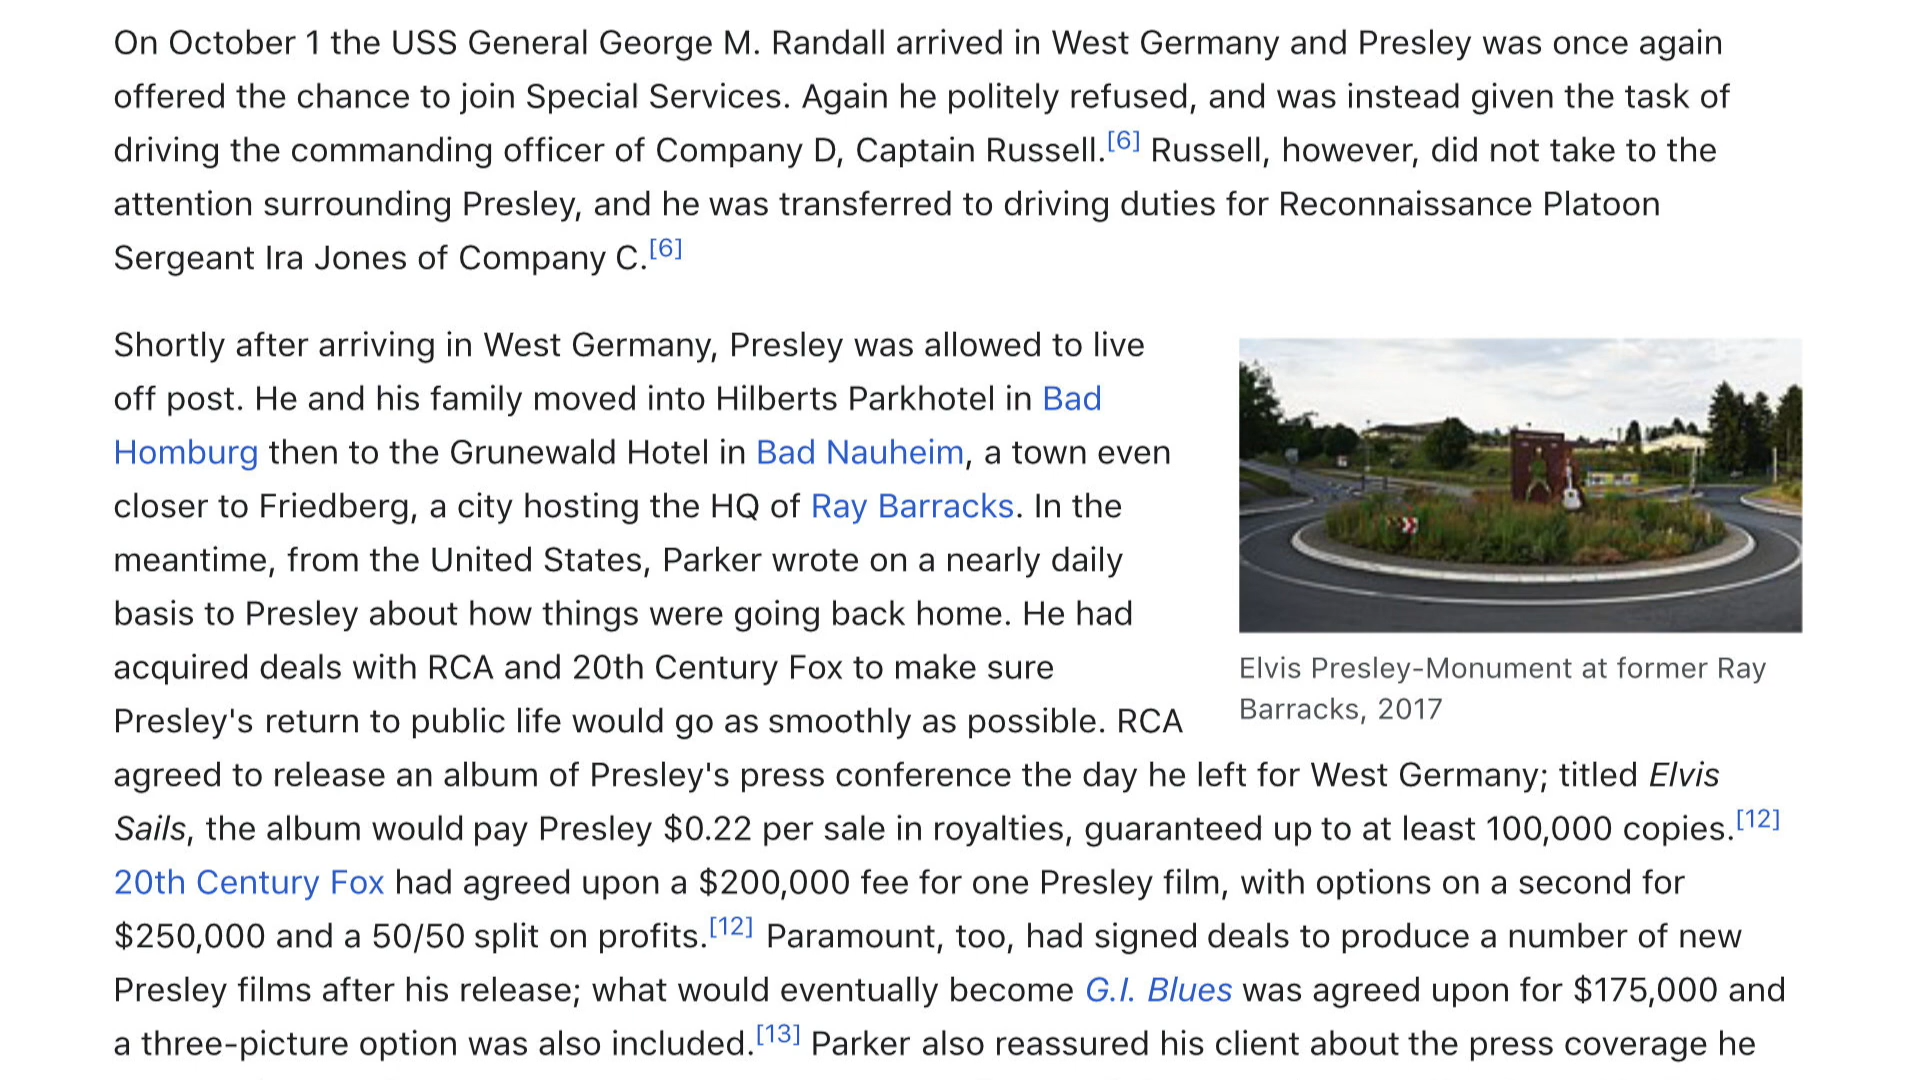 On October 1 the USS General George M. Randall arrived in West Germany and Presley was once again
offered the chance to join Special Services. Again he politely refused, and was instead given the task of
driving the commanding officer of Company D, Captain Russell.[6] Russell, however, did not take to the
attention surrounding Presley, and he was transferred to driving duties for Reconnaissance Platoon
Sergeant Ira Jones of Company C.[6]
Shortly after arriving in West Germany, Presley was allowed to live
off post. He and his family moved into Hilberts Parkhotel in Bad
Homburg then to the Grunewald Hotel in Bad Nauheim, a town even
closer to Friedberg, a city hosting the HQ of Ray Barracks. In the
meantime, from the United States, Parker wrote on a nearly daily
basis to Presley about how things were going back home. He had
acquired deals with RCA and 20th Century Fox to make sure
Presley's return to public life would go as smoothly as possible. RCA
agreed to release an album of Presley's press conference the day he left for West Germany; titled Elvis
Sails, the album would pay Presley $0.22 per sale in royalties, guaranteed up to at least 100,000 copies.[12]
20th Century Fox had agreed upon a $200,000 fee for one Presley film, with options on a second for
$250,000 and a 50/50 split on profits.[12] Paramount, too, had signed deals to produce a number of new
Presley films after his release; what would eventually become G.I. Blues was agreed upon for $175,000 and
a three-picture option was also included.[13] Parker also reassured his client about the press coverage he
Elvis Presley-Monument at former Ray
Barracks, 2017